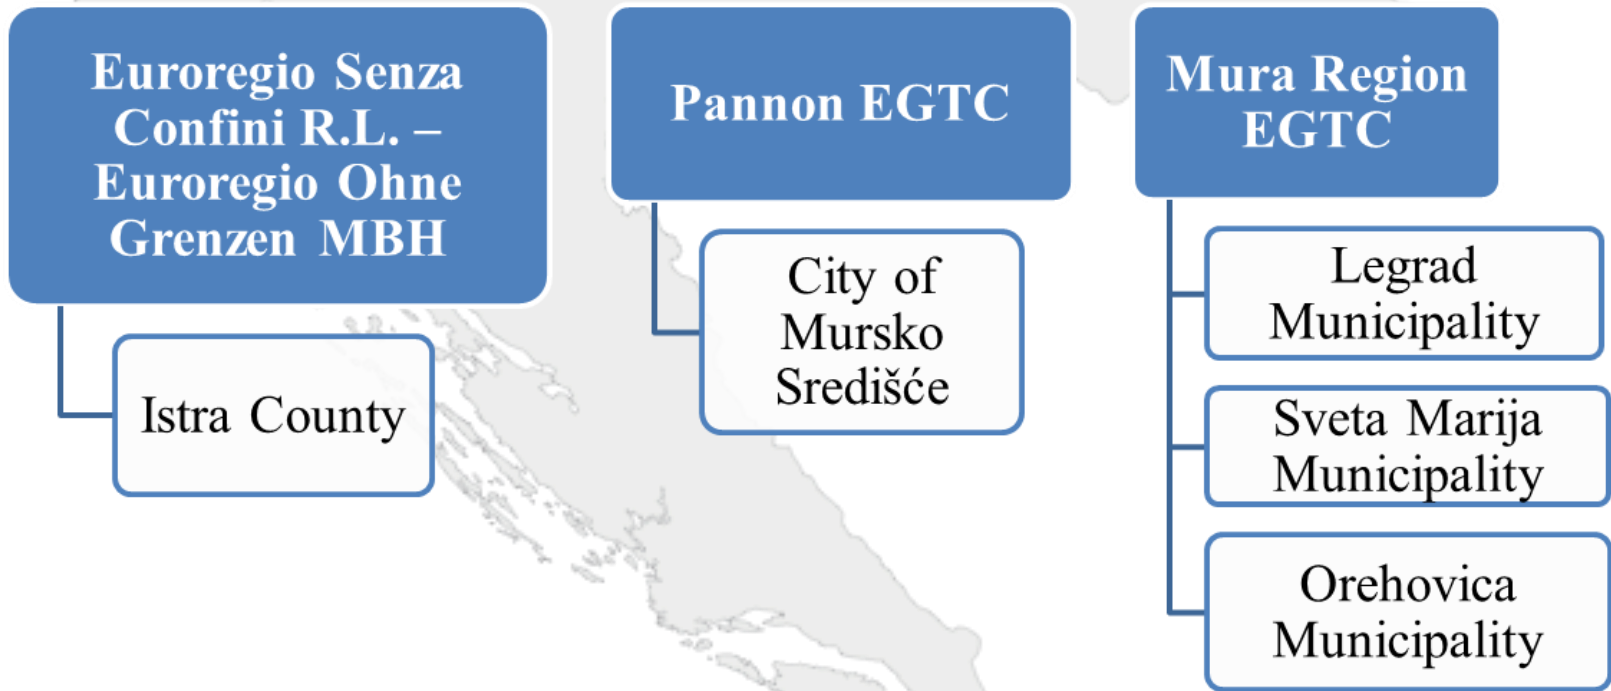 Euroregio Senza
Confini R.L. –
Euroregio Ohne
Grenzen MBH
Istra County
Pannon EGTC
City of
Mursko
Središće
Mura Region
EGTC
Legrad
Municipality
Sveta Marija
Municipality
Orehovica
Municipality